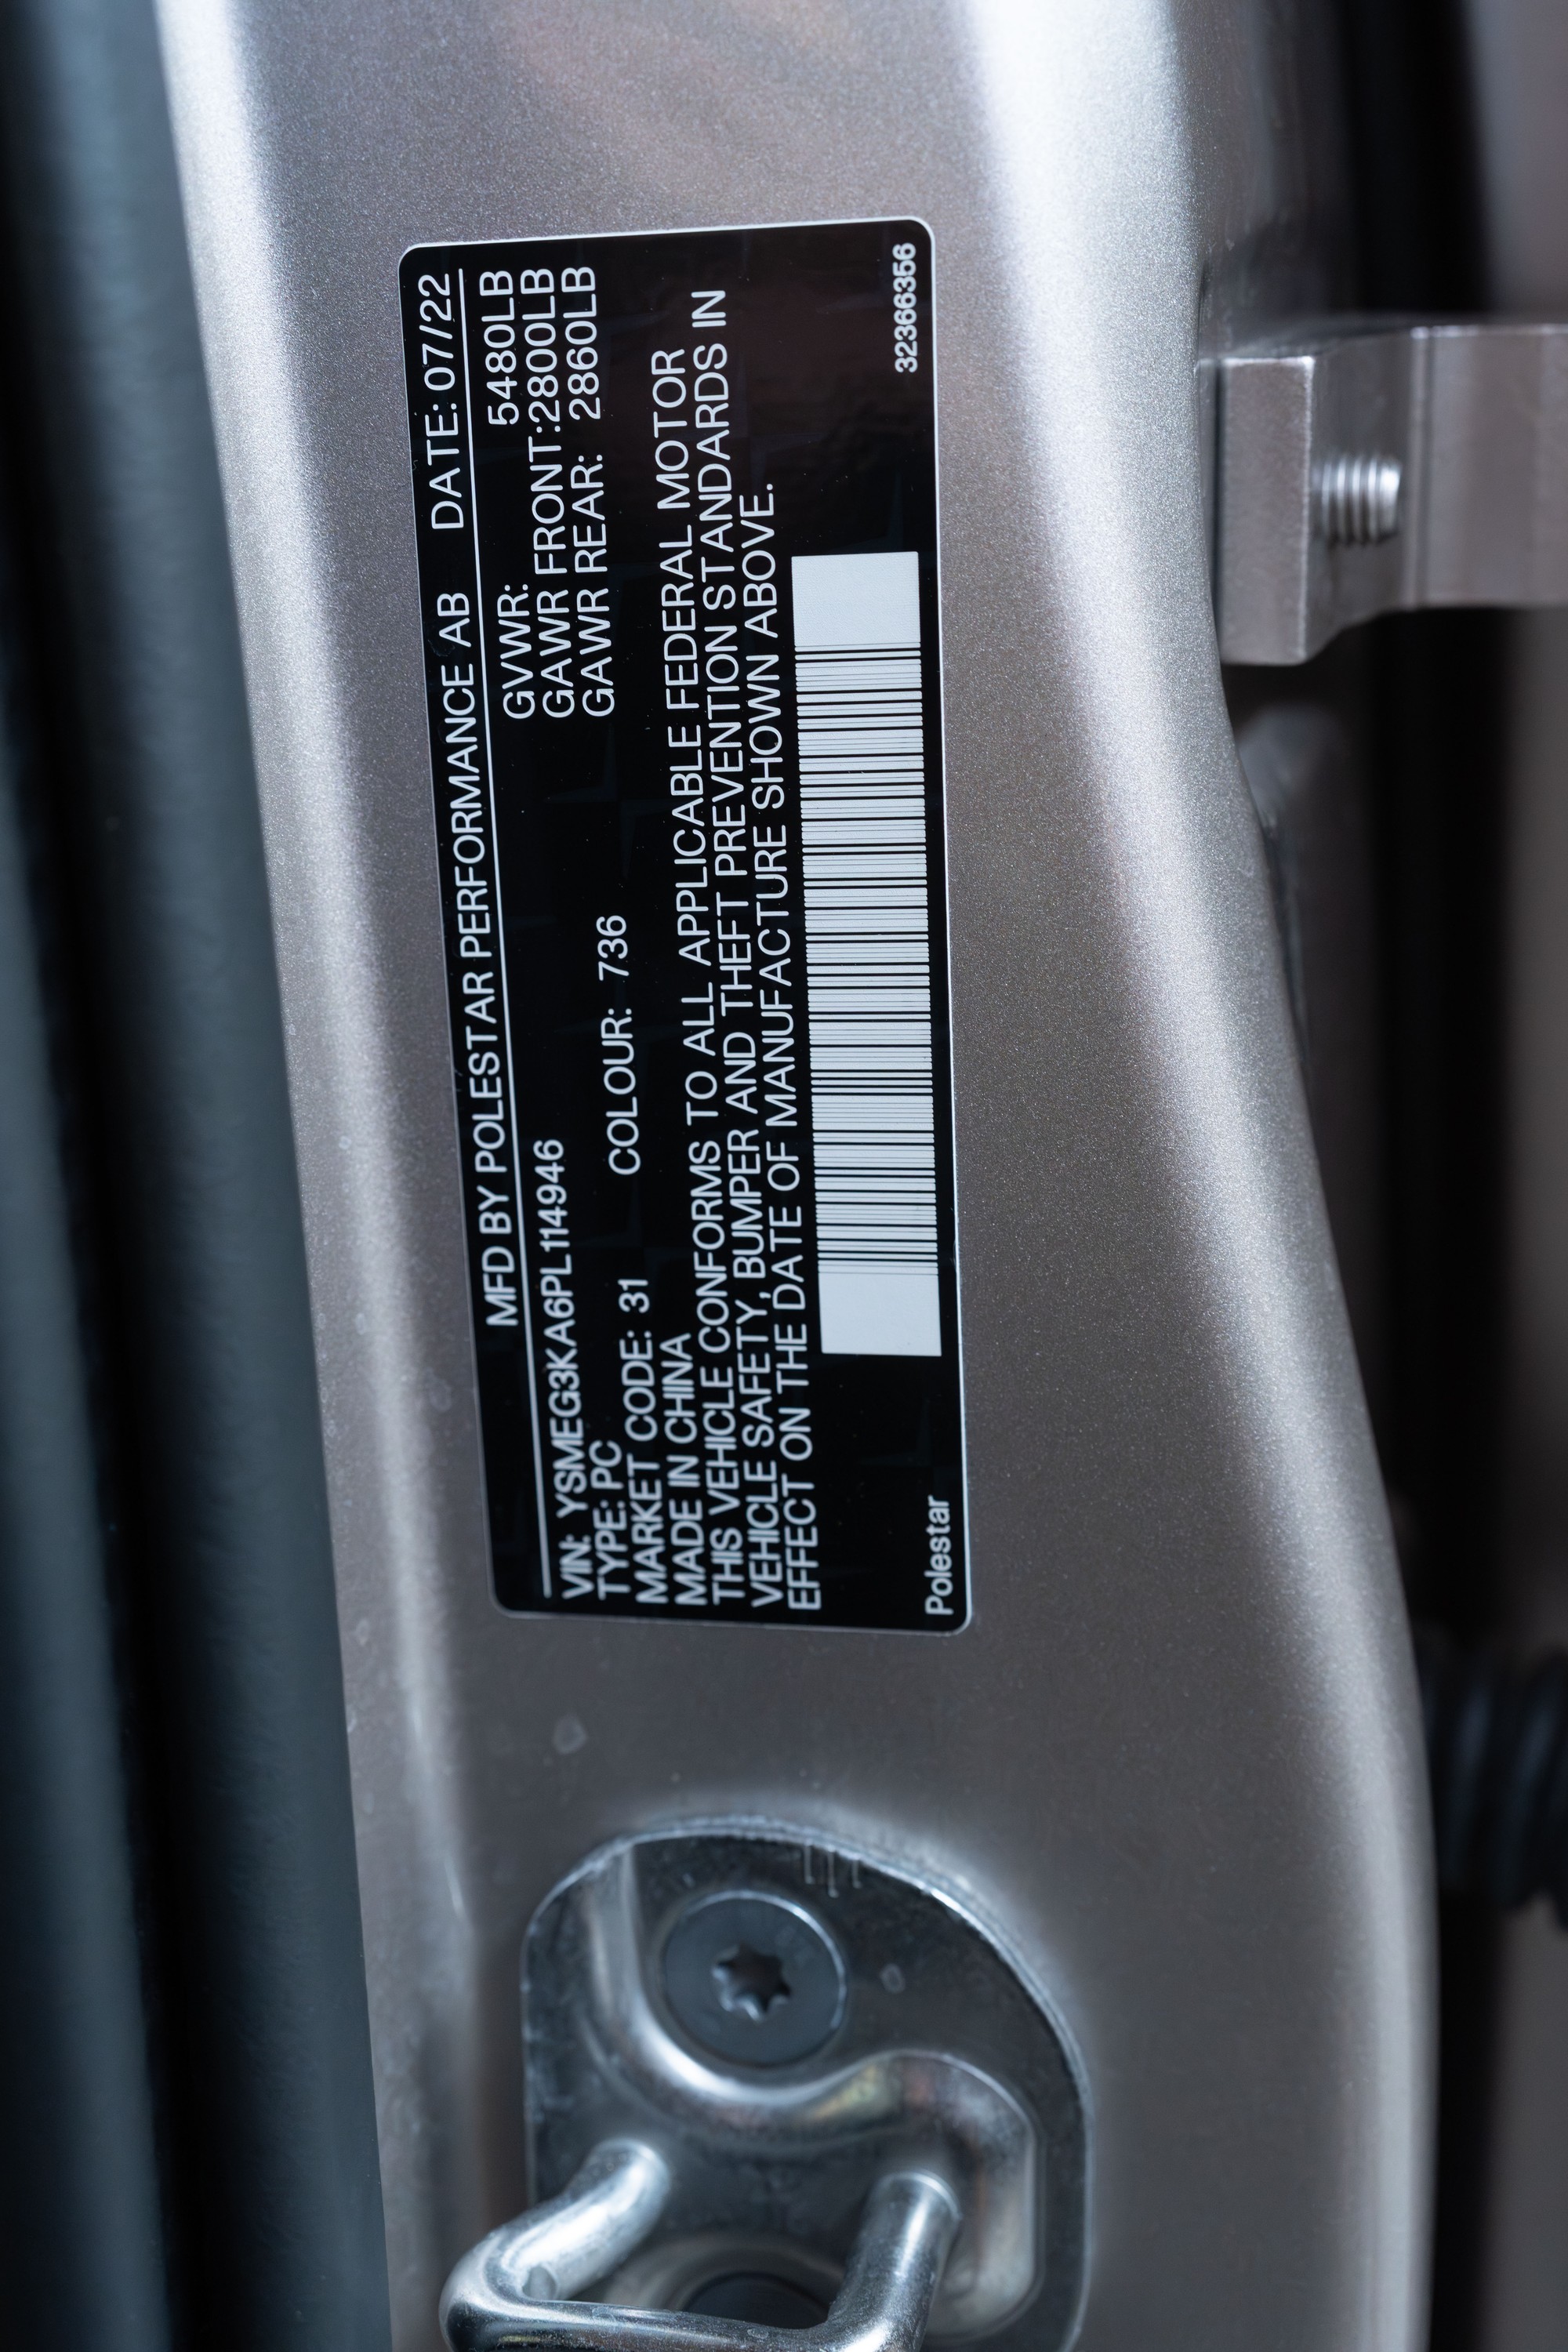 MFD BY POLESTAR PERFORMANCE AB DATE: 07/22
VIN: YSMEG3KA6PL114946
GVWR: 5480LB
TYPE: PC
GAWR FRONT:2800LB
MARKET CODE: 31 COLOUR: 736
GAWR REAR: 2860LB
MADE IN CHINA
THIS VEHICLE CONFORMS TO ALL APPLICABLE FEDERAL MOTOR
VEHICLE SAFETY, BUMPER AND THEFT PREVENTION STANDARDS IN
EFFECT ON THE DATE OF MANUFACTURE SHOWN ABOVE.
Polestar
32366356